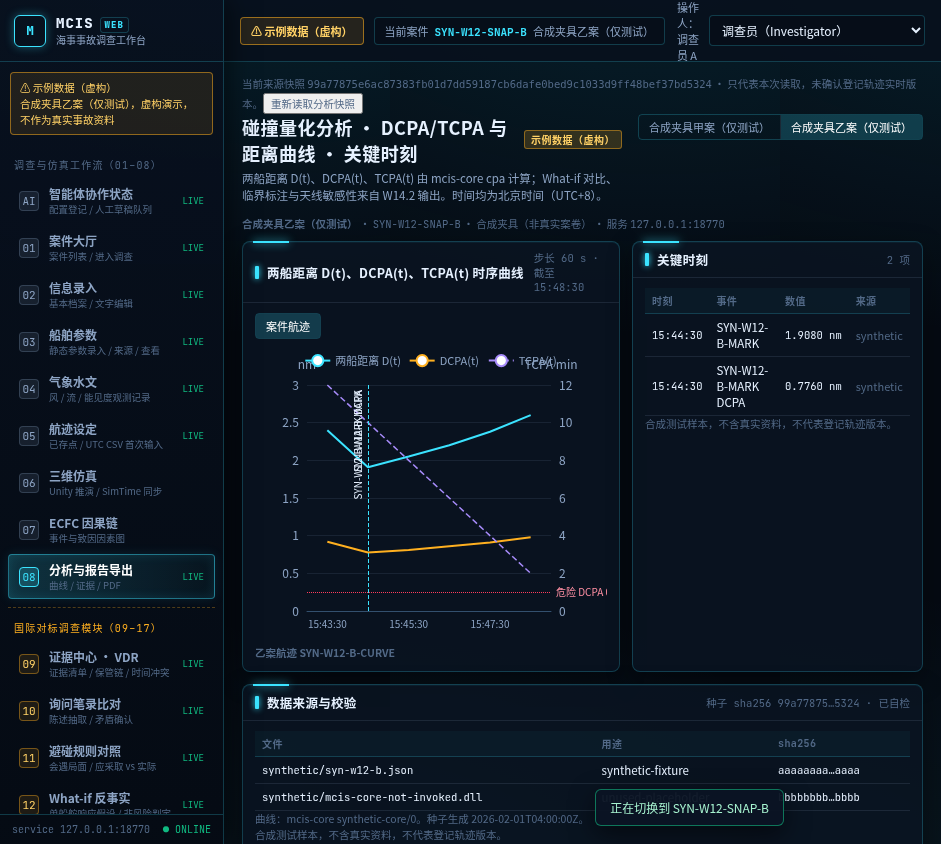 M
MCIS WEB
海事事故调查工作台
⚠ 示例数据（虚构）
当前案件 SYN-W12-SNAP-B 合成夹具乙案（仅测试）
操作
人：
调查
员 A
调查员（Investigator）
⚠ 示例数据（虚构）
合成夹具乙案（仅测试），虚构演示，
不作为真实事故资料
调查与仿真工作流（01–08）
AI 智能体协作状态 LIVE
配置登记 / 人工草稿队列
01 案件大厅 LIVE
案件列表 / 进入调查
02 信息录入 LIVE
基本档案 / 文字编辑
03 船舶参数 LIVE
静态参数录入 / 来源 / 查看
04 气象水文 LIVE
风 / 流 / 能见度观测记录
05 航迹设定 LIVE
已存点 / UTC CSV 首次输入
06 三维仿真
Unity 推演 / SimTime 同步
07 ECFC 因果链
事件与致因因素图
08 分析与报告导出 LIVE
曲线 / 证据 / PDF
国际对标调查模块（09–17）
09 证据中心 · VDR LIVE
证据清单 / 保管链 / 时间冲突
10 询问笔录比对 LIVE
陈述抽取 / 矛盾确认
11 避碰规则对照 LIVE
会遇局面 / 应采取 vs 实际
12 What-if 反事实 LIVE
service 127.0.0.1:18770 ONLINE
当前来源快照 99a77875e6ac87383fb01d7dd59187cb6dafe0bed9c1033d9ff48bef37bd5324 · 只代表本次读取，未确认登记轨迹实时版
本。 重新读取分析快照
碰撞量化分析 · DCPA/TCPA 与
距离曲线 · 关键时刻
示例数据（虚构）
合成夹具甲案（仅测试） 合成夹具乙案（仅测试）
两船距离 D(t)、DCPA(t)、TCPA(t) 由 mcis-core cpa 计算；What-if 对比、
临界标注与天线敏感性来自 W14.2 输出。时间均为北京时间（UTC+8）。
合成夹具乙案（仅测试） · SYN-W12-SNAP-B · 合成夹具（非真实案卷） · 服务 127.0.0.1:18770
两船距离 D(t)、DCPA(t)、TCPA(t) 时序曲线
步长 60 s ·
截至
15:48:30
案件航迹
两船距离 D(t) DCPA(t) TCPA(t)
nm TCPA/min
3 12
2.5 10
2 8
1.5 6
1 4
0.5 2
0 0
危险 DCPA
15:43:30 15:45:30 15:47:30
乙案航迹 SYN-W12-B-CURVE
关键时刻 2 项
时刻 事件 数值 来源
15:44:30 SYN-W12-B-MARK 1.9080 nm synthetic
15:44:30 SYN-W12-B-MARK DCPA 0.7760 nm synthetic
合成测试样本，不含真实资料，不代表登记轨迹版本。
数据来源与校验
种子 sha256 99a77875…5324 · 已自检
文件 用途 sha256
synthetic/syn-w12-b.json synthetic-fixture aaaaaaaa…aaaa
synthetic/mcis-core-not-invoked.dll bbbbbbb…bbbb
曲线：mcis-core synthetic-core/0。种子生成 2026-02-01T04:00:00Z。
合成测试样本，不含真实资料，不代表登记轨迹版本。
正在切换到 SYN-W12-SNAP-B